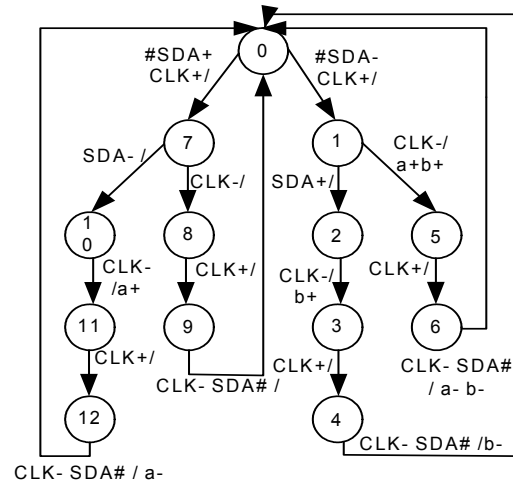 0
#SDA+
CLK+/
#SDA-
CLK+/
7
1
SDA- /
CLK-/
SDA+/
CLK-/
a+b+
1
0
8
2
5
CLK-
/a+
CLK+/
CLK-/
b+
CLK+/
11
9
3
6
CLK+/
CLK- SDA# /
CLK+/
CLK- SDA#
/ a- b-
12
4
CLK- SDA# /b-
CLK- SDA# / a-